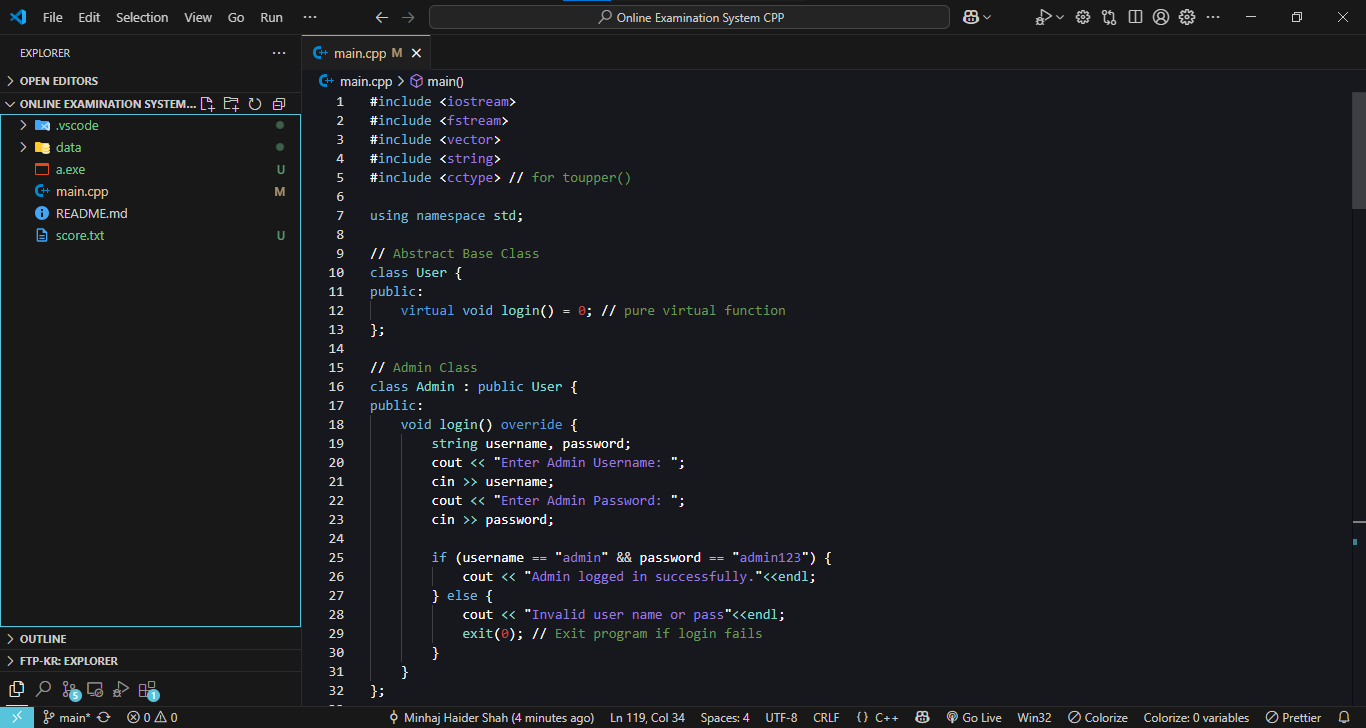 File Edit Selection View Go Run ··· Online Examination System CPP
EXPLORER ···
OPEN EDITORS
ONLINE EXAMINATION SYSTEM...
.vscode
data
a.exe U
main.cpp M
README.md
score.txt U
OUTLINE
FTP-KR: EXPLORER
5 1
main.cpp M
main.cpp > main()
1 #include <iostream>
2 #include <fstream>
3 #include <vector>
4 #include <string>
5 #include <cctype> // for toupper()
6
7 using namespace std;
8
9 // Abstract Base Class
10 class User {
11 public:
12 virtual void login() = 0; // pure virtual function
13 };
14
15 // Admin Class
16 class Admin : public User {
17 public:
18 void login() override {
19 string username, password;
20 cout << "Enter Admin Username: ";
21 cin >> username;
22 cout << "Enter Admin Password: ";
23 cin >> password;
24
25 if (username == "admin" && password == "admin123") {
26 cout << "Admin logged in successfully."<<endl;
27 } else {
28 cout << "Invalid user name or pass"<<endl;
29 exit(0); // Exit program if login fails
30 }
31 }
32 };
main* 0 0 Minhaj Haider Shah (4 minutes ago) Ln 119, Col 34 Spaces: 4 UTF-8 CRLF {} C++ Go Live Win32 Colorize Colorize: 0 variables Prettier